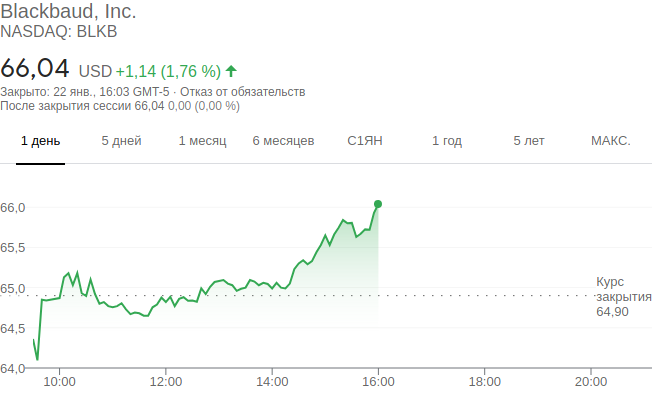 Blackbaud, Inc.
NASDAQ: BLKB
66,04 USD +1,14 (1,76 %)
Закрыто: 22 янв., 16:03 GMT-5 · Отказ от обязательств
После закрытия сессии 66,04 0,00 (0,00 %)
1 день 5 дней 1 месяц 6 месяцев С1ЯН 1 год 5 лет МАКС.
66,0
65,5
65,0
64,5
64,0
Курс
закрытия
64,90
10:00 12:00 14:00 16:00 18:00 20:00